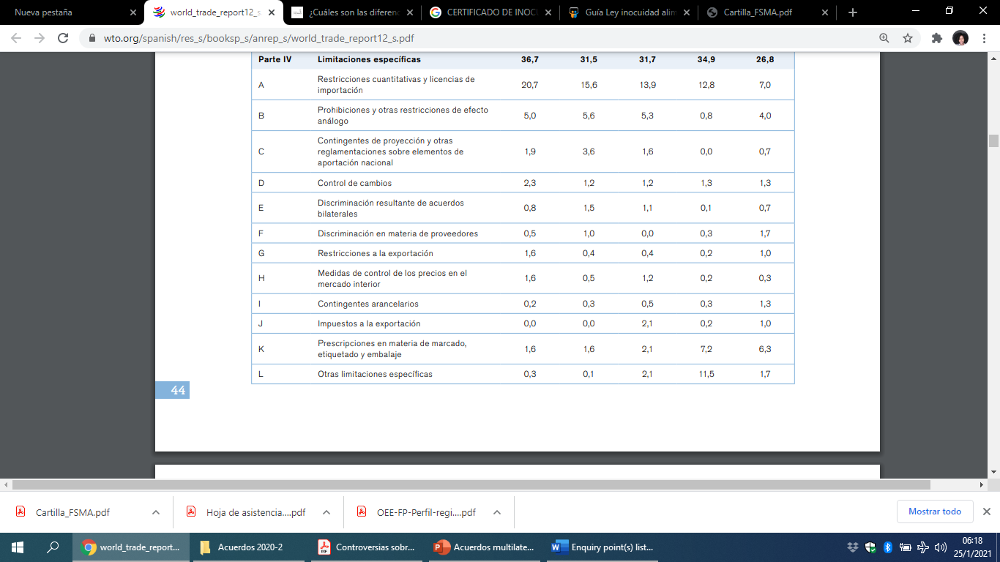 Nueva pestaña
world_trade_report12_s
¿Cuáles son las diferenc
CERTIFICADO DE INOCU
Guía Ley inocuidad alim
Cartilla_FSMA.pdf
wto.org/spanish/res_s/booksp_s/anrep_s/world_trade_report12_s.pdf
Parte IV Limitaciones específicas 36,7 31,5 31,7 34,9 26,8
A Restricciones cuantitativas y licencias de
importación 20,7 15,6 13,9 12,8 7,0
B Prohibiciones y otras restricciones de efecto
análogo 5,0 5,6 5,3 0,8 4,0
C Contingentes de proyección y otras
reglamentaciones sobre elementos de
aportación nacional 1,9 3,6 1,6 0,0 0,7
D Control de cambios 2,3 1,2 1,2 1,3 1,3
E Discriminación resultante de acuerdos
bilaterales 0,8 1,5 1,1 0,1 0,7
F Discriminación en materia de proveedores 0,5 1,0 0,0 0,3 1,7
G Restricciones a la exportación 1,6 0,4 0,4 0,2 1,0
H Medidas de control de los precios en el
mercado interior 1,6 0,5 1,2 0,2 0,3
I Contingentes arancelarios 0,2 0,3 0,5 0,3 1,3
J Impuestos a la exportación 0,0 0,0 2,1 0,2 1,0
K Prescripciones en materia de marcado,
etiquetado y embalaje 1,6 1,6 2,1 7,2 6,3
L Otras limitaciones específicas 0,3 0,1 2,1 11,5 1,7
44
Cartilla_FSMA.pdf
Hoja de asistencia....pdf
OEE-FP-Perfil-regi....pdf
Mostrar todo
world_trade_report...
Acuerdos 2020-2
Controversias sobr...
Acuerdos multilate...
Enquiry point(s) list...
06:18
25/1/2021